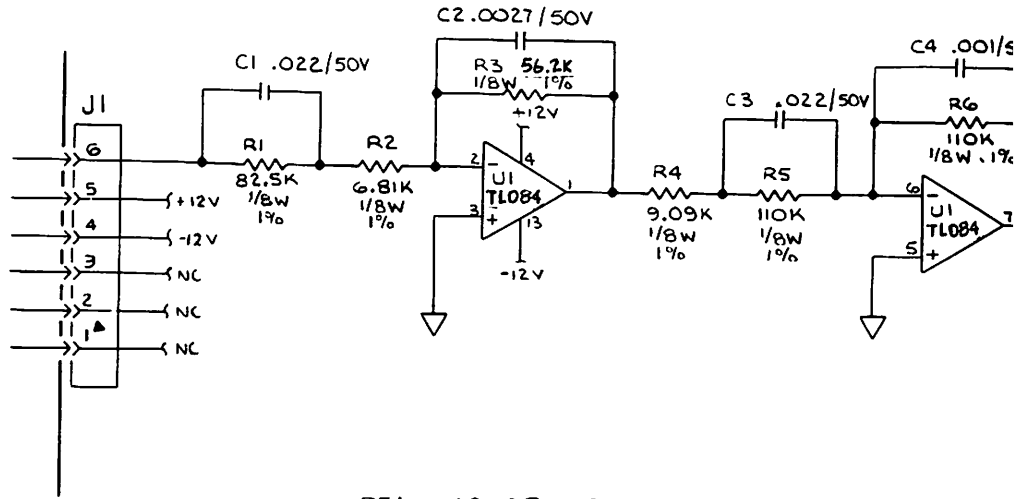 C2 .0027/50V
C1 .022/50V
R3 56.2K
1/8W 1%
+12V
C4 .001/5
R6
110K
1/8W .1%
C3 .022/50V
J1
6
5
+12V
4
-12V
3
NC
2
NC
1
NC
R1
82.5K
1/8W
1%
R2
6.81K
1/8W
1%
2
-
4
U1
TL084
1
3
+
13
-12V
R4
9.09K
1/8W
1%
R5
110K
1/8W
1%
6
-
U1
TL084
7
5
+